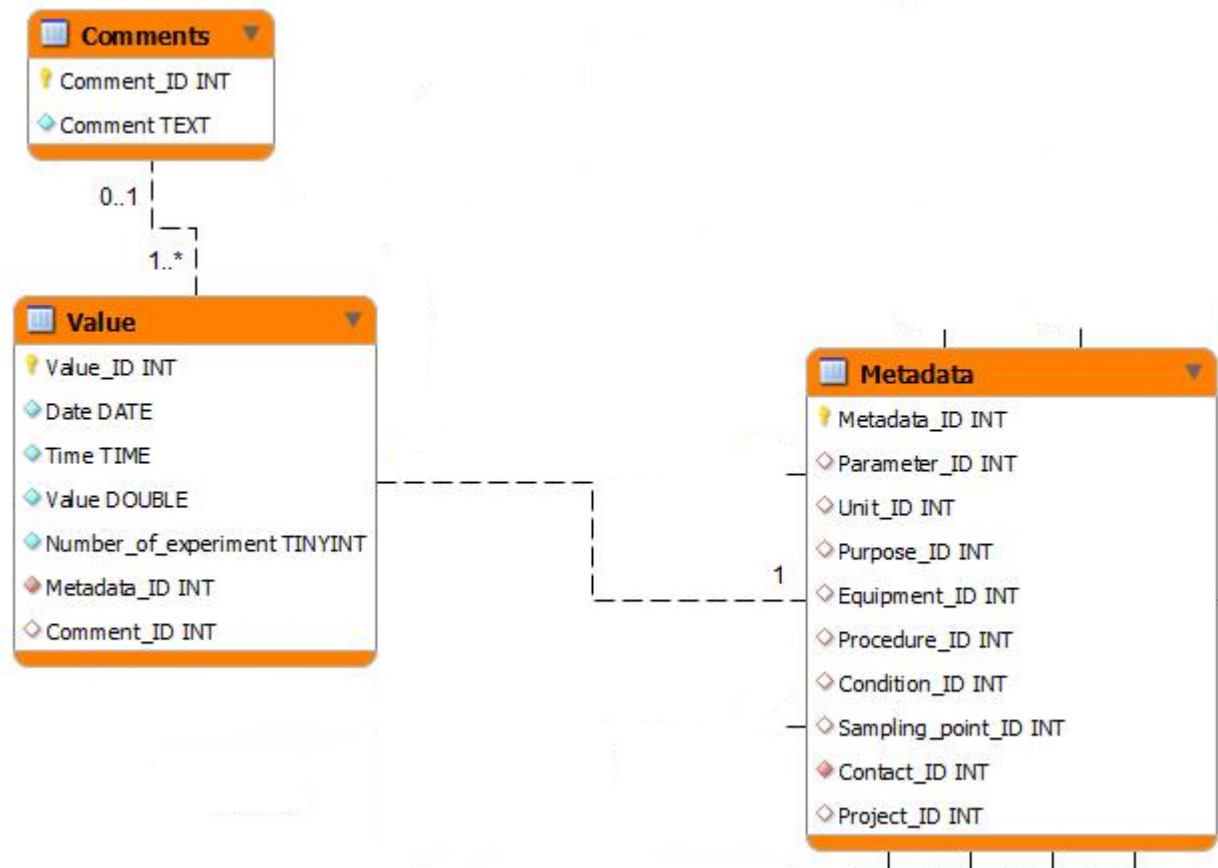 Comments
Comment_ID INT
Comment TEXT
0..1
1..*
Value
Value_ID INT
Date DATE
Time TIME
Value DOUBLE
Number_of_experiment TINYINT
Metadata_ID INT
Comment_ID INT
1
Metadata
Metadata_ID INT
Parameter_ID INT
Unit_ID INT
Purpose_ID INT
Equipment_ID INT
Procedure_ID INT
Condition_ID INT
Sampling_point_ID INT
Contact_ID INT
Project_ID INT